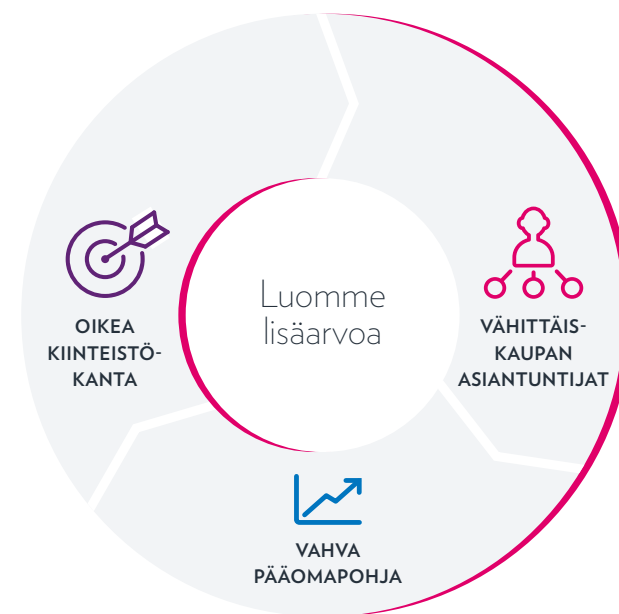 Luomme
lisäarvoa
OIKEA
KIINTEISTÖ-
KANTA
VÄHITTÄIS-
KAUPAN
ASIANTUNTIJAT
VAHVA
PÄÄOMAPOHJA